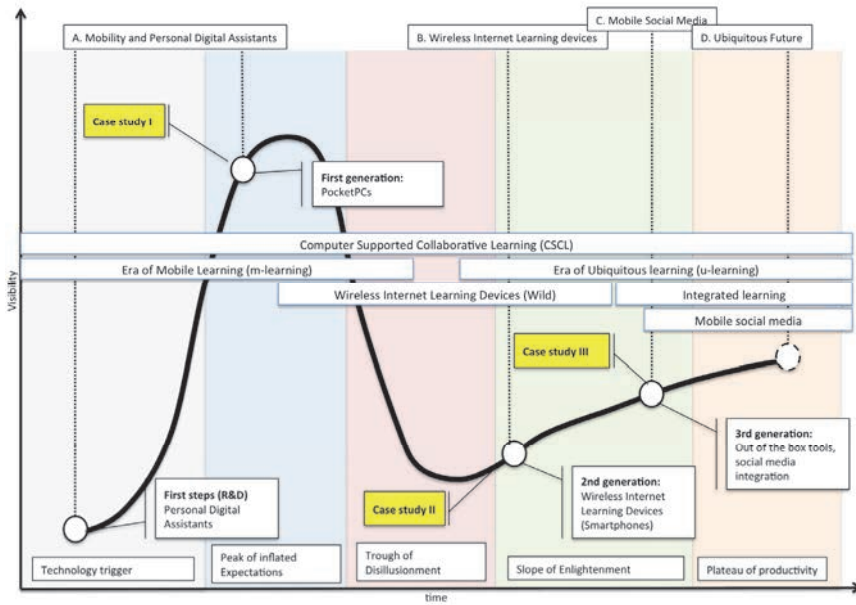 C. Mobile Social Media
A. Mobility and Personal Digital Assistants
B. Wireless Internet Learning devices
D. Ubiquitous Future
Case study I
First generation:
PocketPCs
Computer Supported Collaborative Learning (CSCL)
Era of Mobile Learning (m-learning)
Era of Ubiquitous learning (u-learning)
Wireless Internet Learning Devices (Wild)
Integrated learning
Mobile social media
Visibility
Case study III
3rd generation:
Out of the box tools,
social media
integration
First steps (R&D)
Personal Digital
Assistants
Case study II
2nd generation:
Wireless Internet
Learning Devices
(Smartphones)
Technology trigger
Peak of inflated
Expectations
Trough of
Disillusionment
Slope of Enlightenment
Plateau of productivity
time